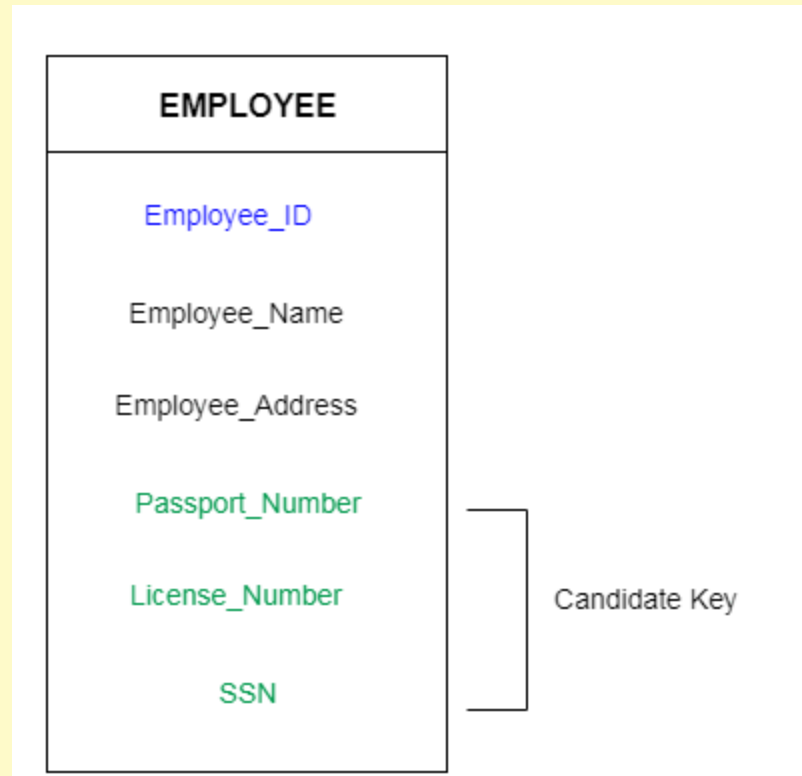 EMPLOYEE
Employee_ID
Employee_Name
Employee_Address
Passport_Number
License_Number
Candidate Key
SSN